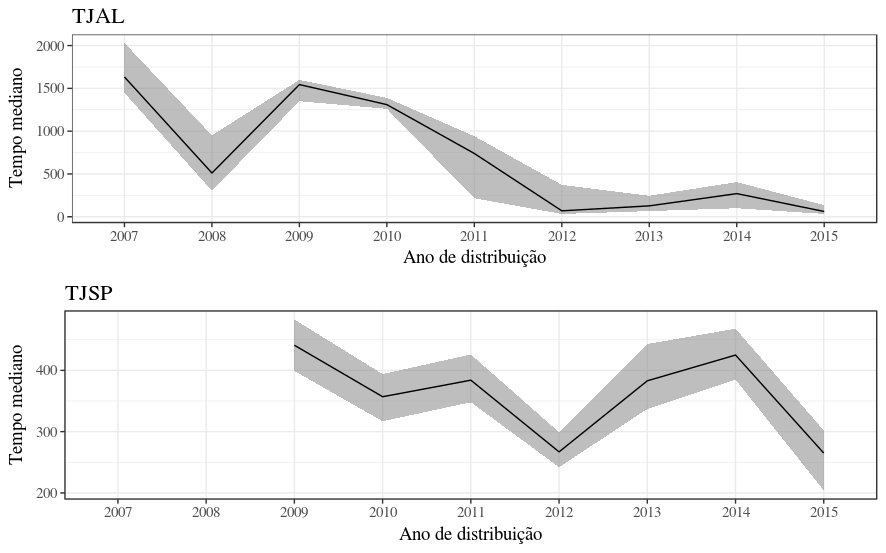 TJAL
Tempo mediano
2000
1500
1000
500
0
2007 2008 2009 2010 2011 2012 2013 2014 2015
Ano de distribuição
TJSP
Tempo mediano
400
300
200
2007 2008 2009 2010 2011 2012 2013 2014 2015
Ano de distribuição